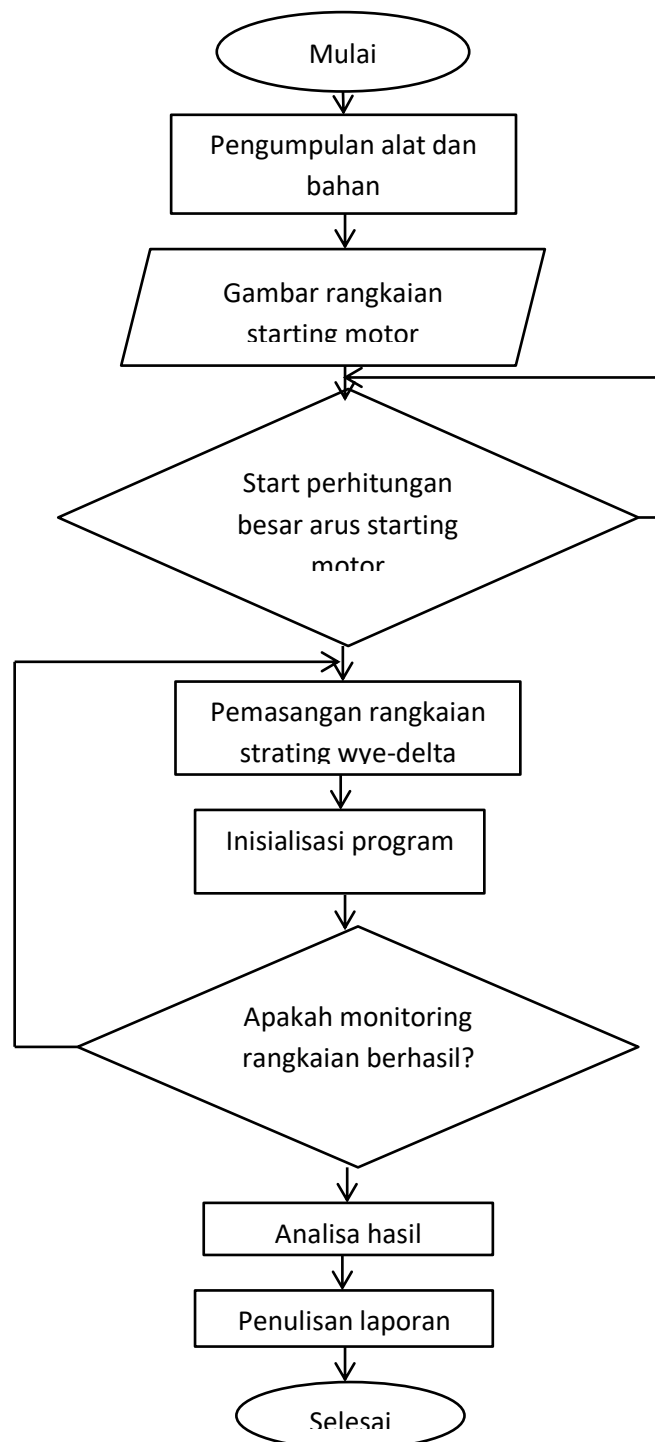 Mulai
Pengumpulan alat dan
bahan
Gambar rangkaian
starting motor
Start perhitungan
besar arus starting
motor
Pemasangan rangkaian
strating wye-delta
Inisialisasi program
Apakah monitoring
rangkaian berhasil?
Analisa hasil
Penulisan laporan
Selesai